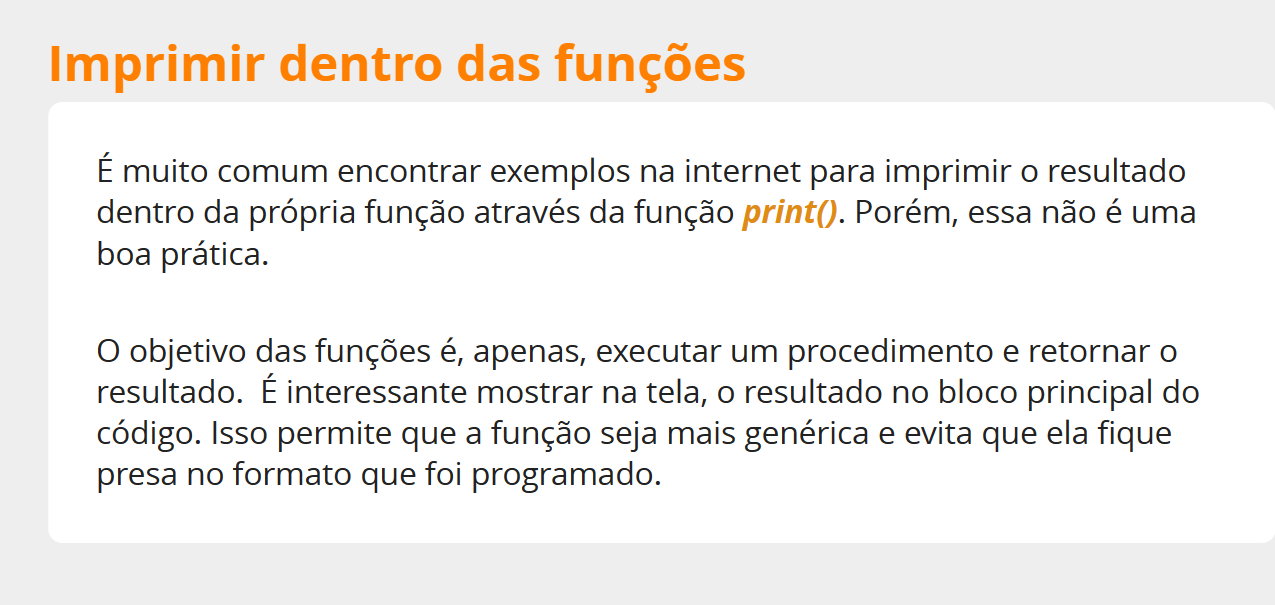 Imprimir dentro das funções
É muito comum encontrar exemplos na internet para imprimir o resultado
dentro da própria função através da função print(). Porém, essa não é uma
boa prática.
O objetivo das funções é, apenas, executar um procedimento e retornar o
resultado.  É interessante mostrar na tela, o resultado no bloco principal do
código. Isso permite que a função seja mais genérica e evita que ela fique
presa no formato que foi programado.